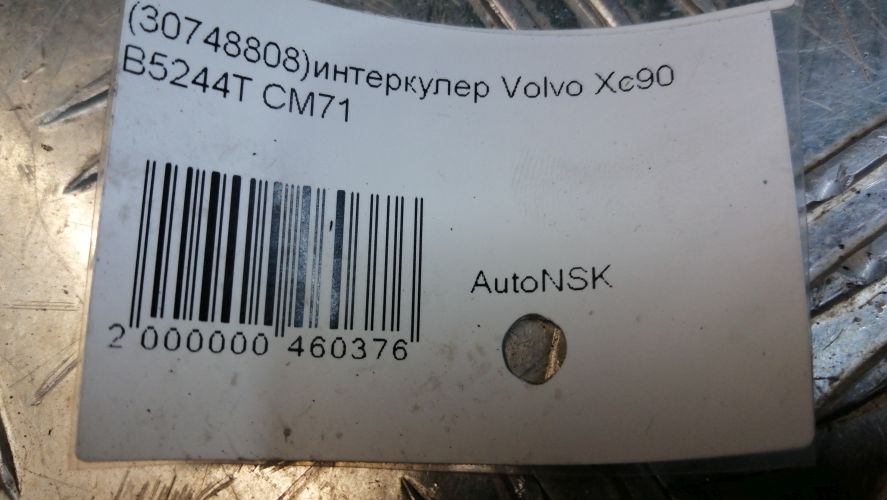 (30748808)интеркулер Volvo Xc90
B5244T CM71
AutoNSK
2 000000 460376